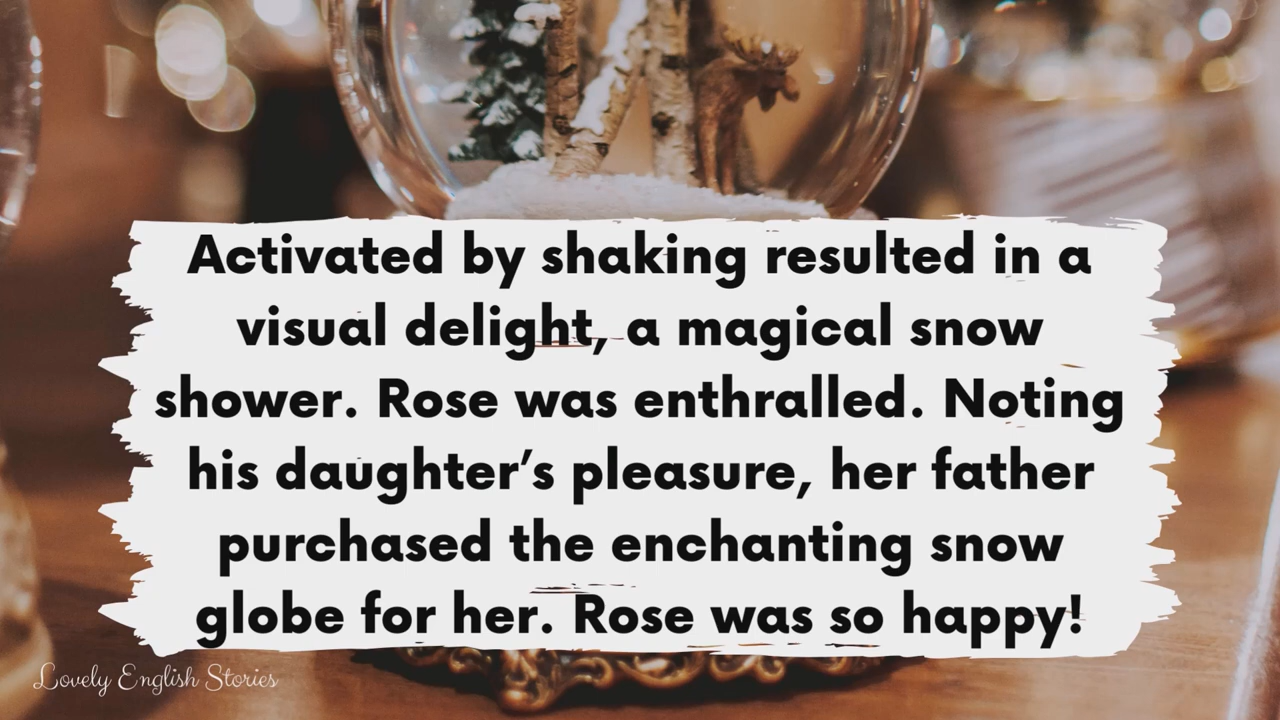 Activated by shaking resulted in a
visual delight, a magical snow
shower. Rose was enthralled. Noting
his daughter’s pleasure, her father
purchased the enchanting snow
globe for her. Rose was so happy!
Lovely English Stories